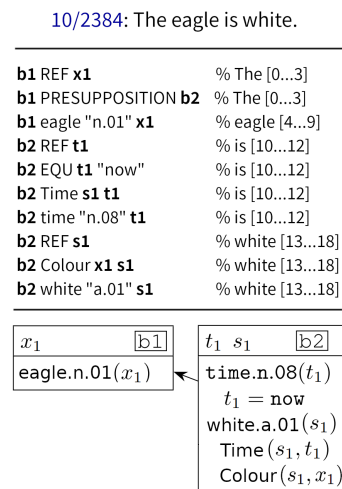 10/2384: The eagle is white.
b1 REF x1 % The [0...3]
b1 PRESUPPOSITION b2 % The [0...3]
b1 eagle "n.01" x1 % eagle [4...9]
b2 REF t1 % is [10...12]
b2 EQU t1 "now" % is [10...12]
b2 Time s1 t1 % is [10...12]
b2 time "n.08" t1 % is [10...12]
b2 REF s1 % white [13...18]
b2 Colour x1 s1 % white [13...18]
b2 white "a.01" s1 % white [13...18]
x₁ b1
eagle.n.01(x₁)
t₁ s₁ b2
time.n.08(t₁)
t₁ = now
white.a.01(s₁)
Time(s₁, t₁)
Colour(s₁, x₁)